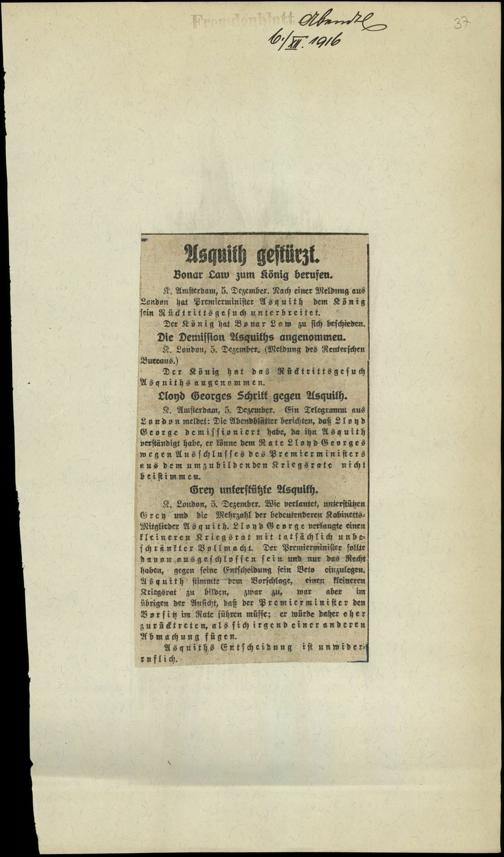 Fremdenblatt Abendbl
6./XII. 1916
37
Asquith gestürzt.
Bonar Law zum König berufen.
K. Amsterdam, 5. Dezember. Nach einer Meldung aus
London hat Premierminister Asquith dem König
sein Rücktrittsgesuch unterbreitet.
Der König hat Bonar Law zu sich beschieden.
Die Demission Asquiths angenommen.
K. London, 5. Dezember. (Meldung des Reuterschen
Bureaus.)
Der König hat das Rücktrittsgesuch
Asquiths angenommen.
Lloyd Georges Schritt gegen Asquith.
K. Amsterdam, 5. Dezember. Ein Telegramm aus
London meldet: Die Abendblätter berichten, daß Lloyd
George demissioniert habe, da ihn Asquith
verständigt habe, er könne dem Rate Lloyd Georges
wegen Ausschlusses des Premierministers
aus dem umzubildenden Kriegsrate nicht
beistimmen.
Grey unterstützte Asquith.
K. London, 5. Dezember. Wie verlautet, unterstützten
Grey und die Mehrzahl der bedeutenderen Kabinetts-
Mitglieder Asquith. Lloyd George verlangte einen
kleineren Kriegsrat mit tatsächlich unbe-
schränkter Vollmacht. Der Premierminister sollte
davon ausgeschlossen sein und nur das Recht
haben, gegen seine Entscheidung sein Veto einzulegen.
Asquith stimmte dem Vorschlage, einen kleineren
Kriegsrat zu bilden, zwar zu, war aber im
übrigen der Ansicht, daß der Premierminister den
Vorsitz im Rate führen müsse; er würde daher eher
zurücktreten, als sich irgend einer anderen
Abmachung fügen.
Asquiths Entscheidung ist unwider-
ruflich.